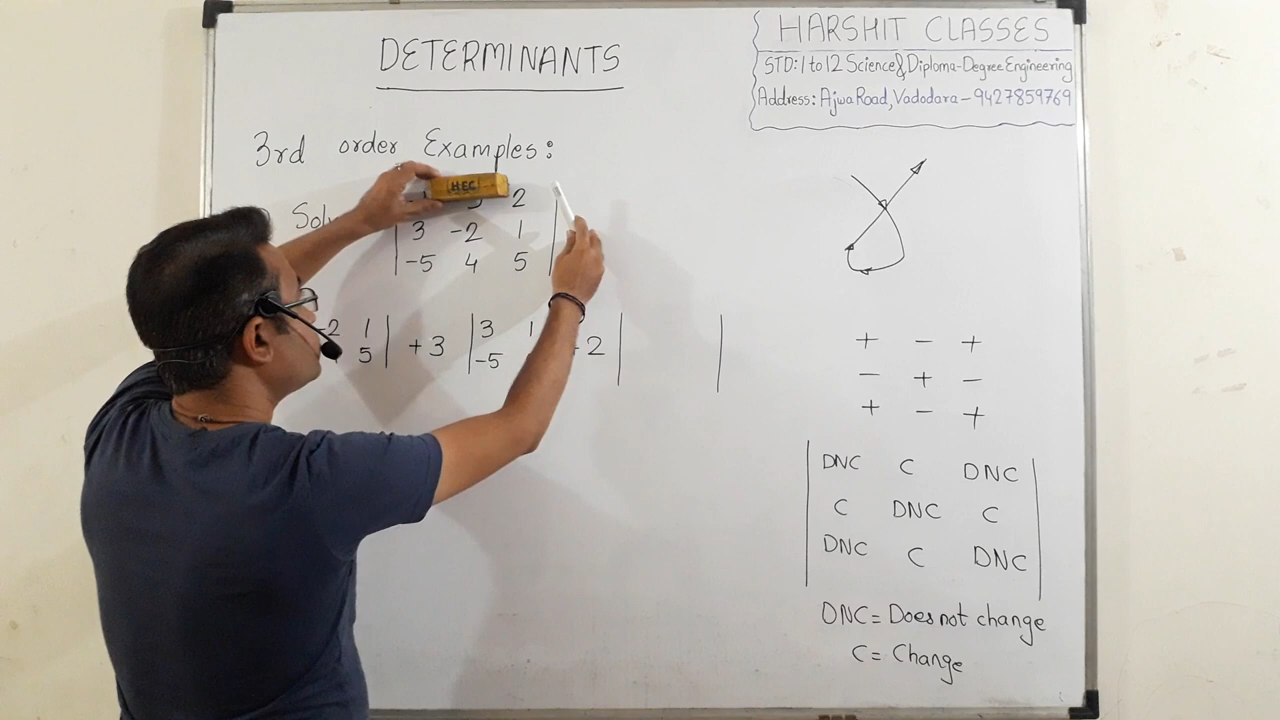 DETERMINANTS
HARSHIT CLASSES
STD: 1 to 12 Science & Diploma-Degree Engineering
Address: Ajwa Road, Vadodara - 9427859769
3rd order Examples:
HEC
2
3 -2 1
-5 4 5
-2 1 | + 3 | 3 1
5 | | -5 2 | |
+ - +
- + -
+ - +
DNC C DNC
C DNC C
DNC C DNC
DNC = Does not change
C = Change